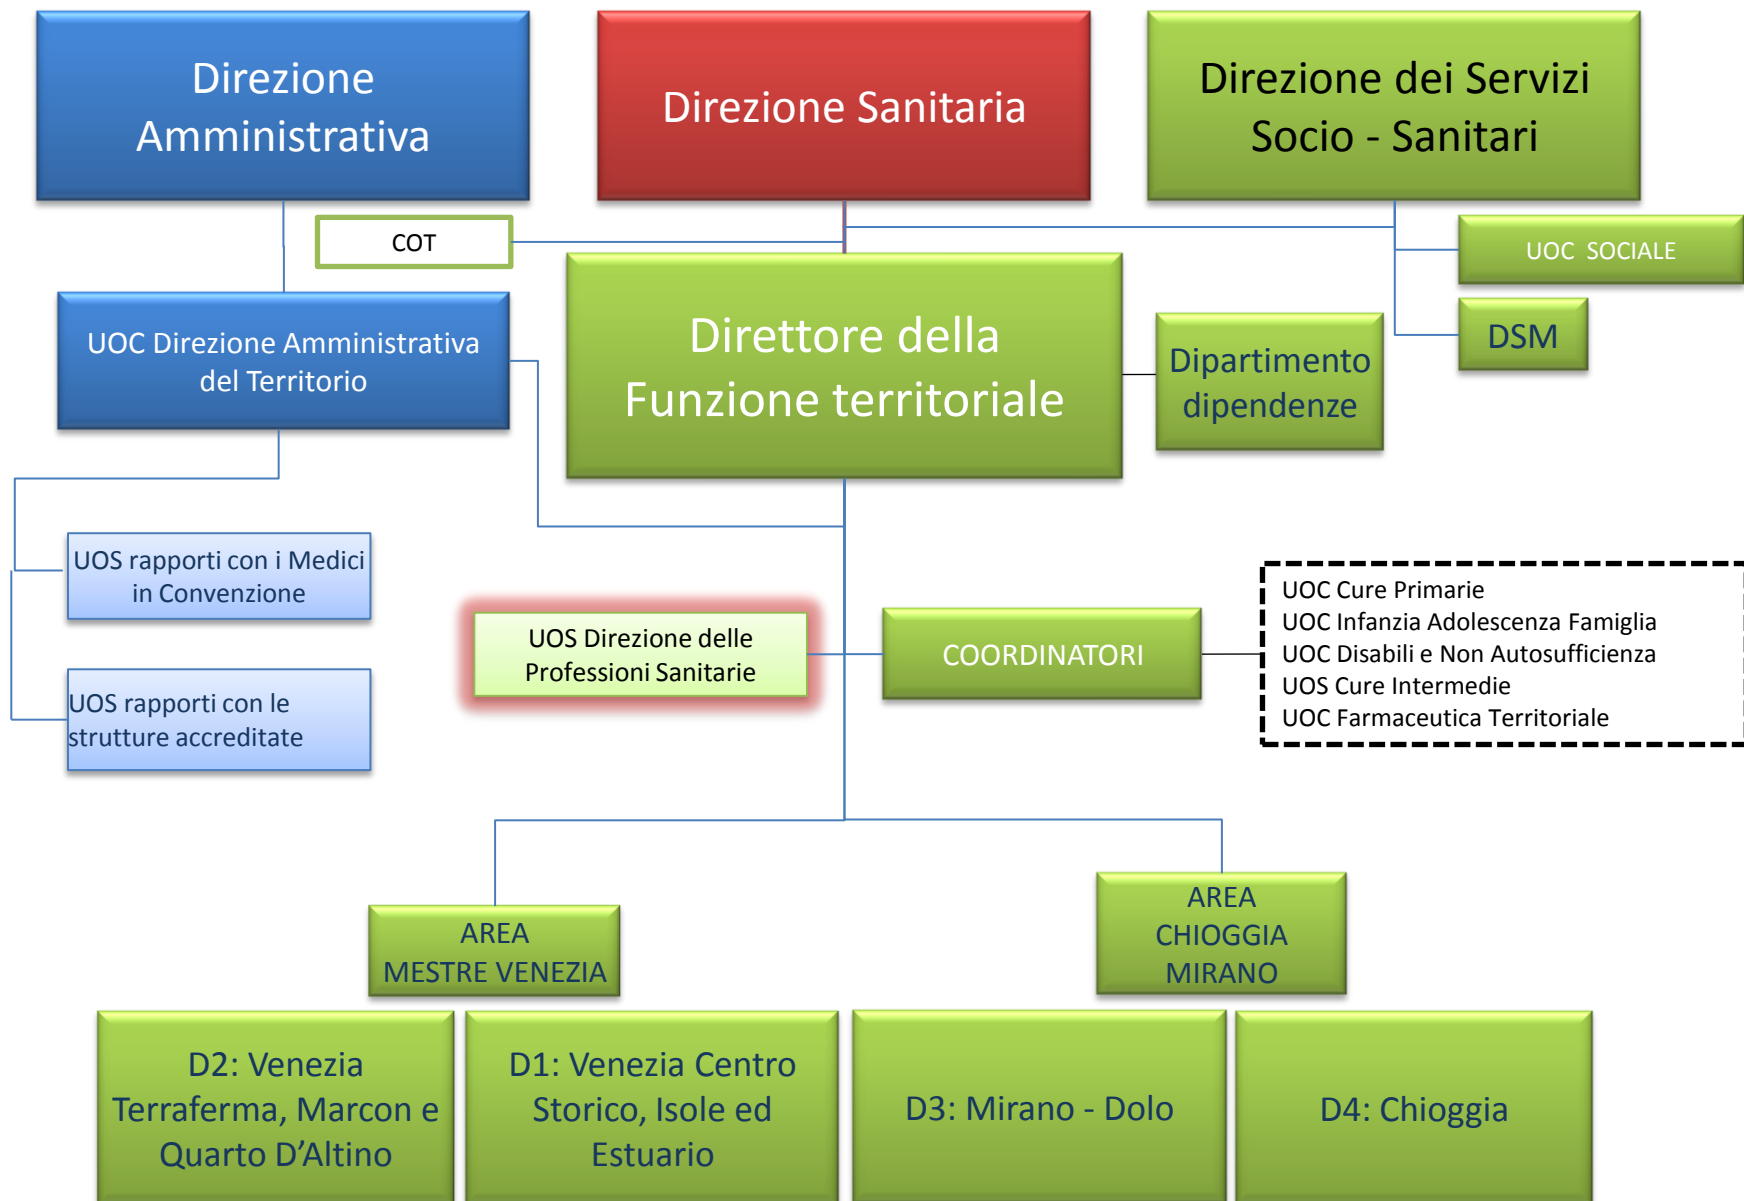 Direzione
Amministrativa
Direzione Sanitaria
Direzione dei Servizi
Socio - Sanitari
COT
UOC  SOCIALE
UOC Direzione Amministrativa
del Territorio
Direttore della
Funzione territoriale
Dipartimento
dipendenze
DSM
UOS rapporti con i Medici
in Convenzione
UOS rapporti con le
strutture accreditate
UOS Direzione delle
Professioni Sanitarie
COORDINATORI
UOC Cure Primarie
UOC Infanzia Adolescenza Famiglia
UOC Disabili e Non Autosufficienza
UOS Cure Intermedie
UOC Farmaceutica Territoriale
AREA
MESTRE VENEZIA
AREA
CHIOGGIA
MIRANO
D2: Venezia
Terraferma, Marcon e
Quarto D’Altino
D1: Venezia Centro
Storico, Isole ed
Estuario
D3: Mirano - Dolo
D4: Chioggia